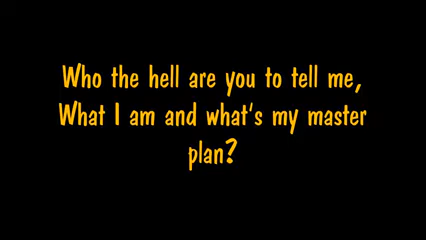 Who the hell are you to tell me,
What I am and what's my master
plan?